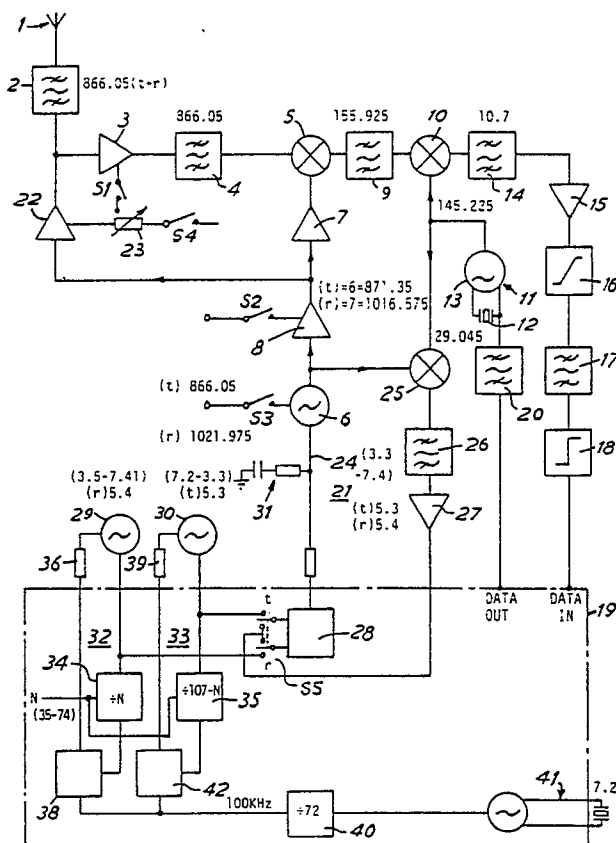 1
2
866.05(t+r)
3
866.05
5
155.925
10
10.7
4
9
14
S1
22
23
S4
7
145.225
15
13
11
16
12
(t)=6=871.35
(r)=7=1016.575
S2
8
29.045
17
(t) 866.05
25
20
S3
6
18
(r) 1021.975
26
24
(3.3
-7.4)
(3.5-7.41)
(r)5.4
(7.2-3.3)
(t)5.3
31
21
(t)5.3
(r)5.4
27
29
30
36
39
t
DATA
OUT
DATA
IN
19
32
33
28
34
r
S5
÷N
÷107-N
35
N
(35-74)
38
42
100KHz
÷72
40
41
7.2